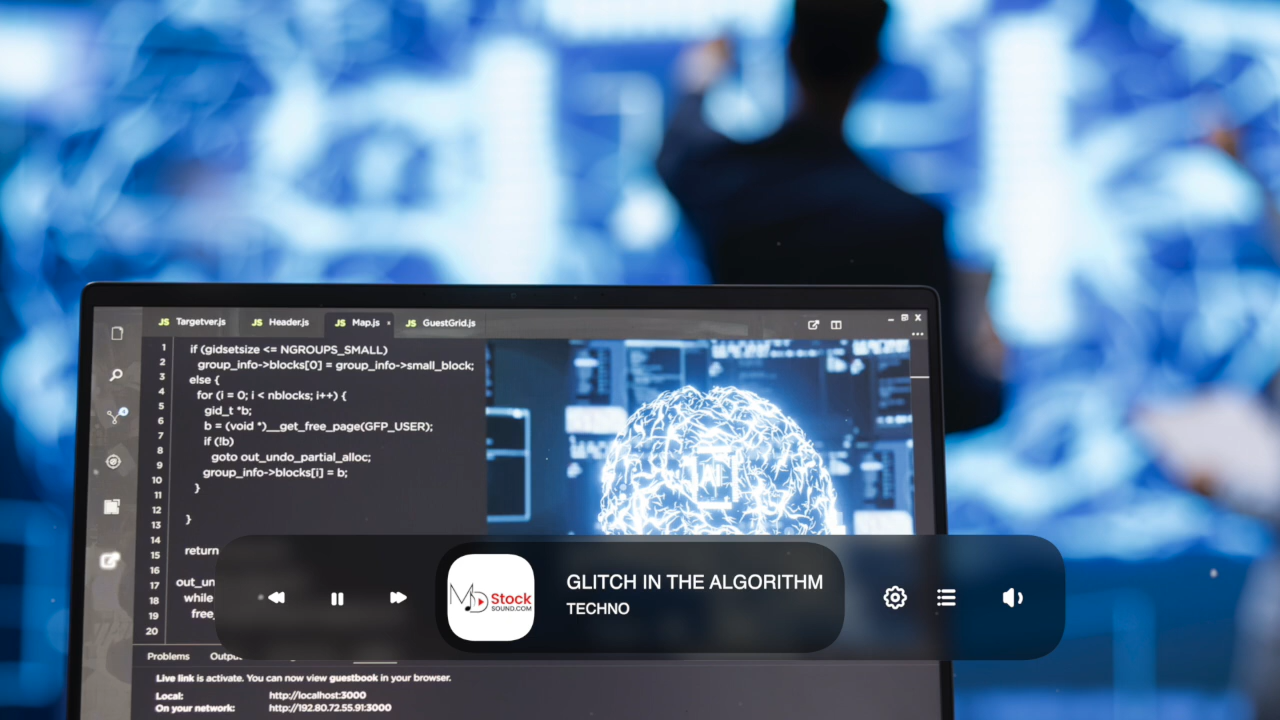 JS Targetver.js
JS Header.js
JS Map.js
JS GuestGrid.js
1 if (gidsetsize <= NGROUPS_SMALL)
2 group_info->blocks[0] = group_info->small_block;
3 else {
4 for (i = 0; i < nblocks; i++) {
5 gid_t *b;
6 b = (void *)__get_free_page(GFP_USER);
7 if (!b)
8 goto out_undo_partial_alloc;
9 group_info->blocks[i] = b;
10 }
11
12 }
13
14 return
15
16
17 out_un
18 while
19 free_
20
GLITCH IN THE ALGORITHM
TECHNO
MD Stock
SOUND.COM
Problems
Live link is activate. You can now view guestbook in your browser.
Local: http://localhost:3000
On your network: http://192.80.72.55.91:3000